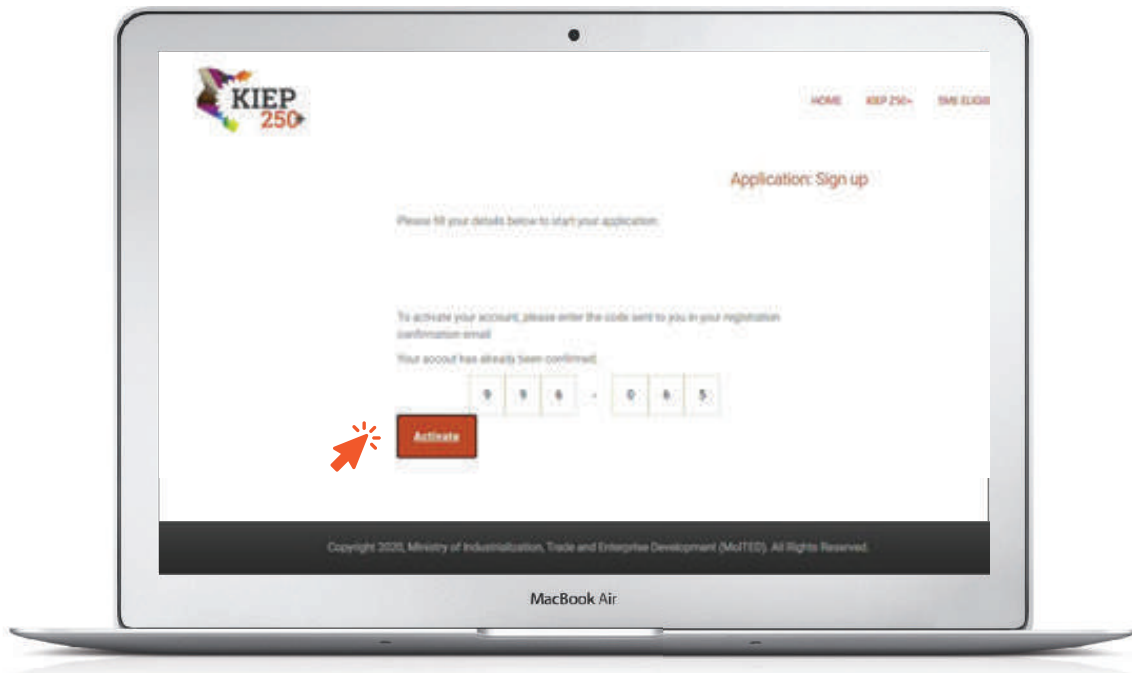 KIEP
250
HOME KIEP 250+ SME ELIGIB
Application: Sign up
Please fill your details below to start your application.
To activate your account, please enter the code sent to you in your registration
confirmation email
Your accout has already been confirmed.
9 9 6 - 0 6 5
Activate
Copyright 2020, Ministry of Industrialization, Trade and Enterprise Development (MoITED). All Rights Reserved.
MacBook Air